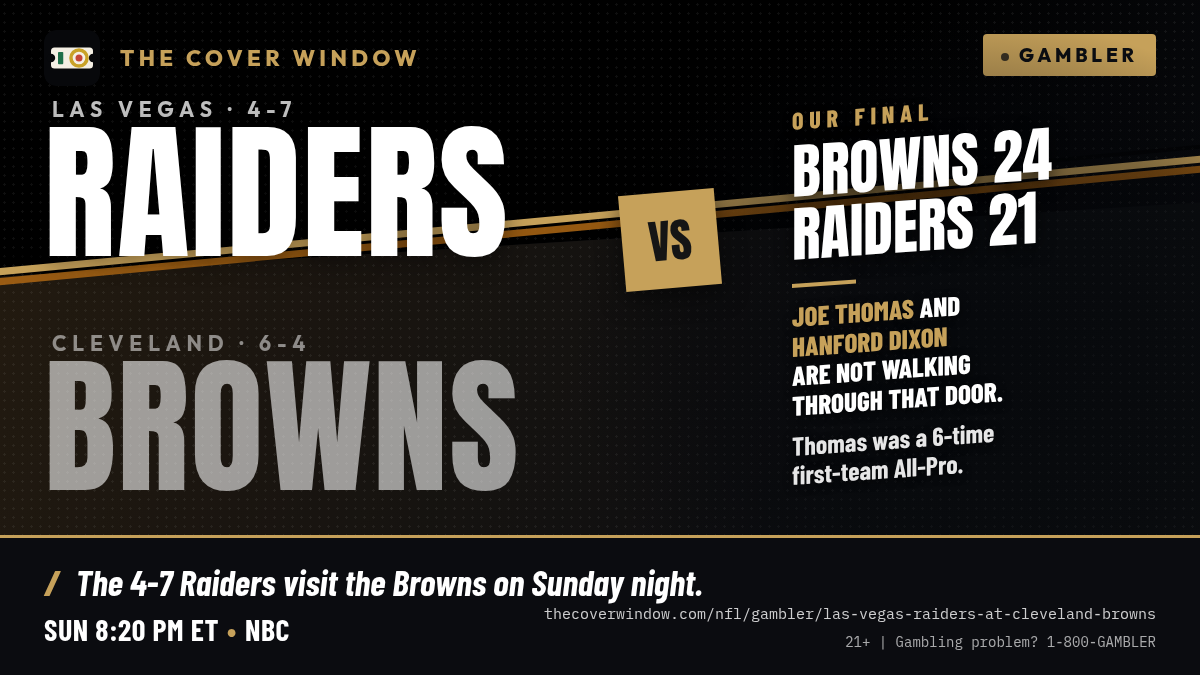 THE COVER WINDOW
• GAMBLER
LAS VEGAS · 4-7
RAIDERS
VS
CLEVELAND · 6-4
BROWNS
OUR FINAL
BROWNS 24
RAIDERS 21
JOE THOMAS AND
HANFORD DIXON
ARE NOT WALKING
THROUGH THAT DOOR.
Thomas was a 6-time
first-team All-Pro.
/ The 4-7 Raiders visit the Browns on Sunday night.
SUN 8:20 PM ET • NBC
thecoverwindow.com/nfl/gambler/las-vegas-raiders-at-cleveland-browns
21+ | Gambling problem? 1-800-GAMBLER